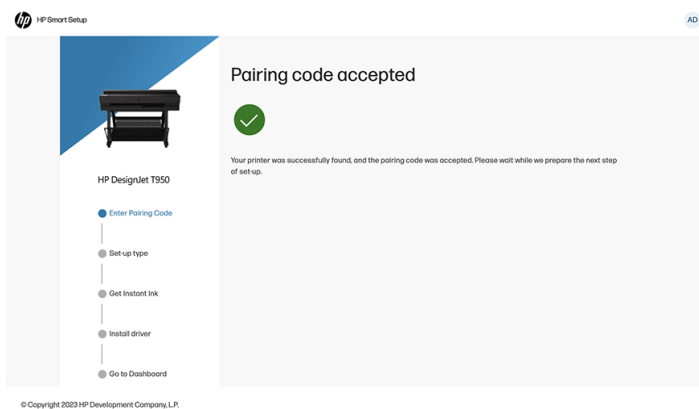 hp
HP Smart Setup
AD
Pairing code accepted
Your printer was successfully found, and the pairing code was accepted. Please wait while we prepare the next step
of set-up.
HP DesignJet T950
Enter Pairing Code
Set-up type
Get Instant Ink
Install driver
Go to Dashboard
© Copyright 2023 HP Development Company, L.P.